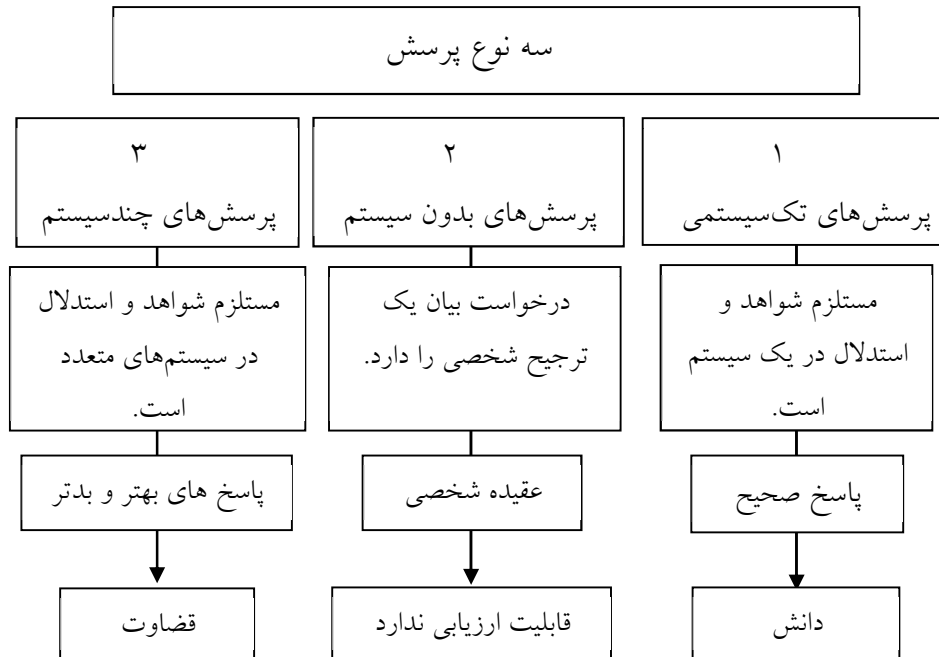 سه نوع پرسش
۱
پرسش‌های تک‌سیستمی
مستلزم شواهد و
استدلال در یک سیستم
است.
پاسخ صحیح
دانش
۲
پرسش‌های بدون سیستم
درخواست بیان یک
ترجیح شخصی را دارد.
عقیده شخصی
قابلیت ارزیابی ندارد
۳
پرسش‌های چندسیستم
مستلزم شواهد و استدلال
در سیستم‌های متعدد
است.
پاسخ های بهتر و بدتر
قضاوت